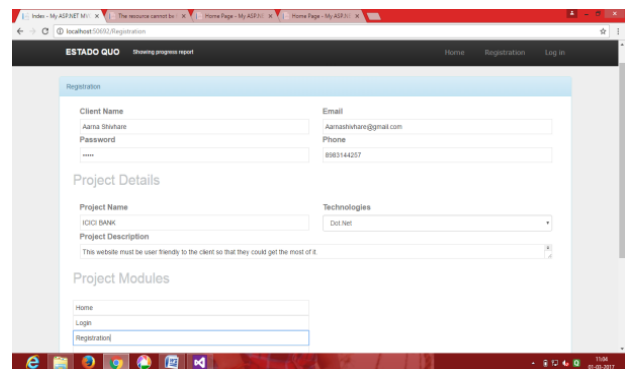 Index - My ASP.NET MV The resource cannot be Home Page - My ASP.N Home Page - My ASP.N
localhost:50692/Registration
ESTADO QUO Showing progress report Home Registration Log in
Registration
Client Name Email
Aarna Shivhare Aarnashivhare@gmail.com
Password Phone
••••• 8983144257
Project Details
Project Name Technologies
ICICI BANK Dot.Net
Project Description
This website must be user friendly to the client so that they could get the most of it.
Project Modules
Home
Login
Registration
11:04
01-03-2017